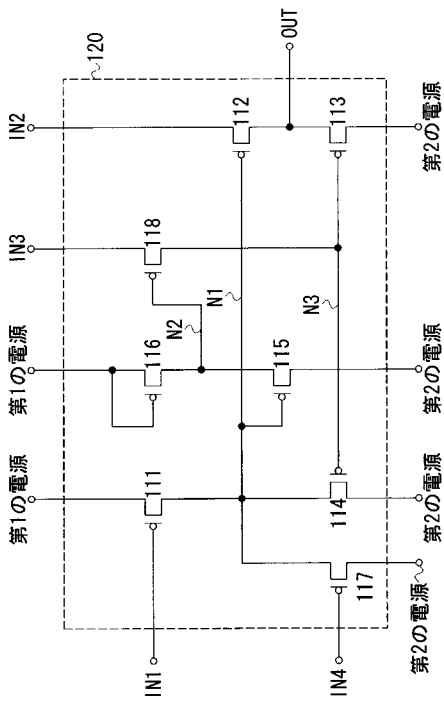 120
IN2
IN3
第1の電源
第1の電源
IN1
IN4
OUT
112
113
118
N1
N2
N3
116
115
111
114
117
第2の電源
第2の電源
第2の電源
第2の電源